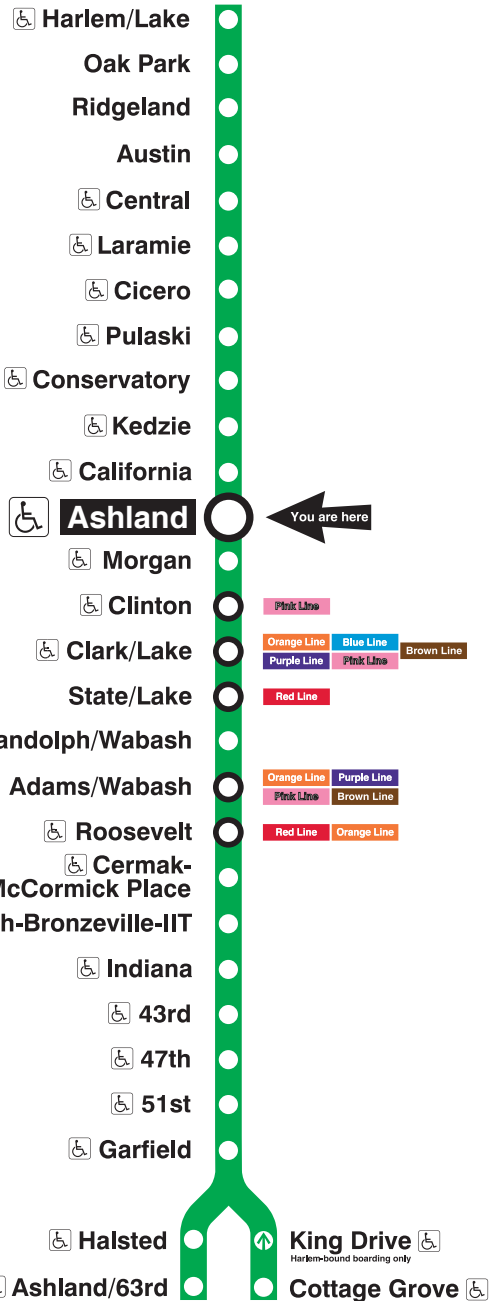 Harlem/Lake
Oak Park
Ridgeland
Austin
Central
Laramie
Cicero
Pulaski
Conservatory
Kedzie
California
Ashland
You are here
Morgan
Clinton
Pink Line
Clark/Lake
Orange Line Blue Line
Brown Line
Purple Line Pink Line
State/Lake
Red Line
andolph/Wabash
Adams/Wabash
Orange Line Purple Line
Pink Line Brown Line
Roosevelt
Red Line Orange Line
Cermak-
McCormick Place
h-Bronzeville-IIT
Indiana
43rd
47th
51st
Garfield
Halsted
King Drive
Harlem-bound boarding only
Ashland/63rd
Cottage Grove